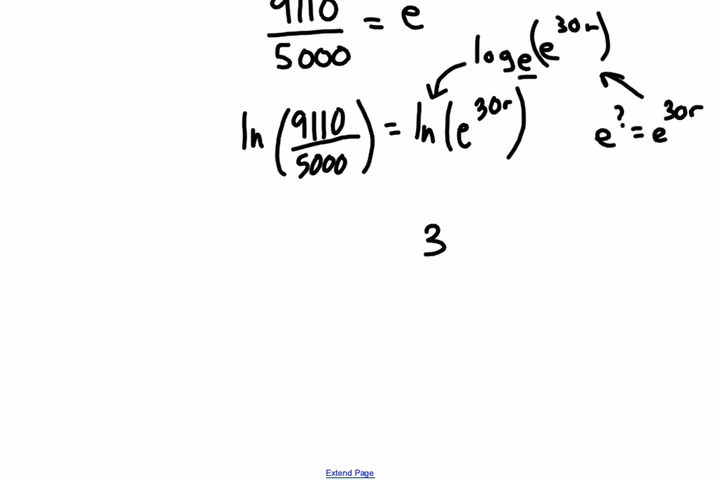 9110/5000 = e
log_e(e^30r)
ln(9110/5000) = ln(e^30r)
e^? = e^30r
3
Extend Page